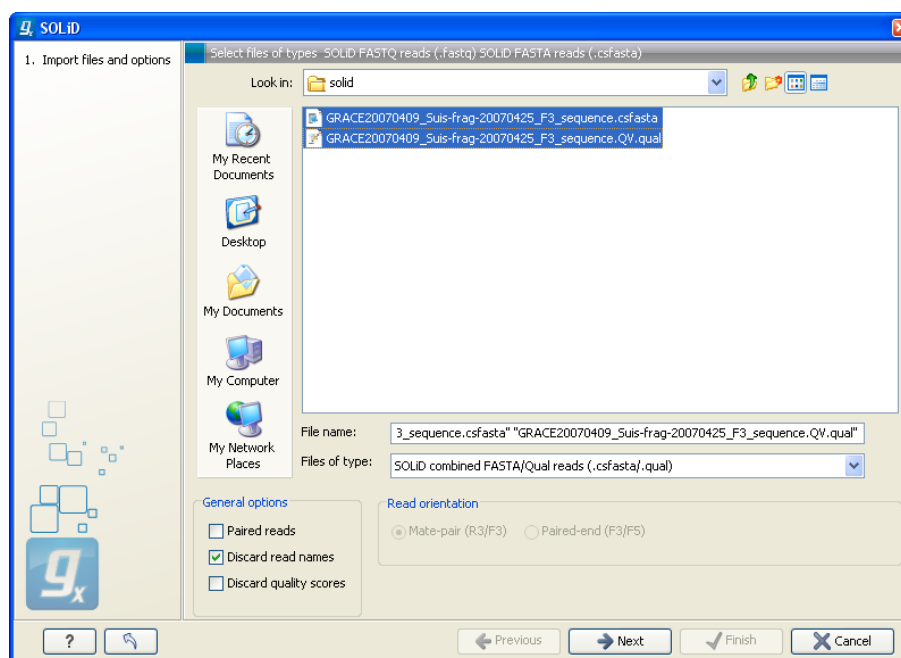 SOLiD
1. Import files and options
Select files of types SOLiD FASTQ reads (.fastq) SOLiD FASTA reads (.csfasta)
Look in:
solid
My Recent
Documents
Desktop
My Documents
My Computer
My Network
Places
GRACE20070409_Suis-frag-20070425_F3_sequence.csfasta
GRACE20070409_Suis-frag-20070425_F3_sequence.QV.qual
File name:
3_sequence.csfasta" "GRACE20070409_Suis-frag-20070425_F3_sequence.QV.qual"
Files of type:
SOLiD combined FASTA/Qual reads (.csfasta/.qual)
General options
Paired reads
Discard read names
Discard quality scores
Read orientation
Mate-pair (R3/F3)
Paired-end (F3/F5)
gx
?
Previous
Next
Finish
Cancel